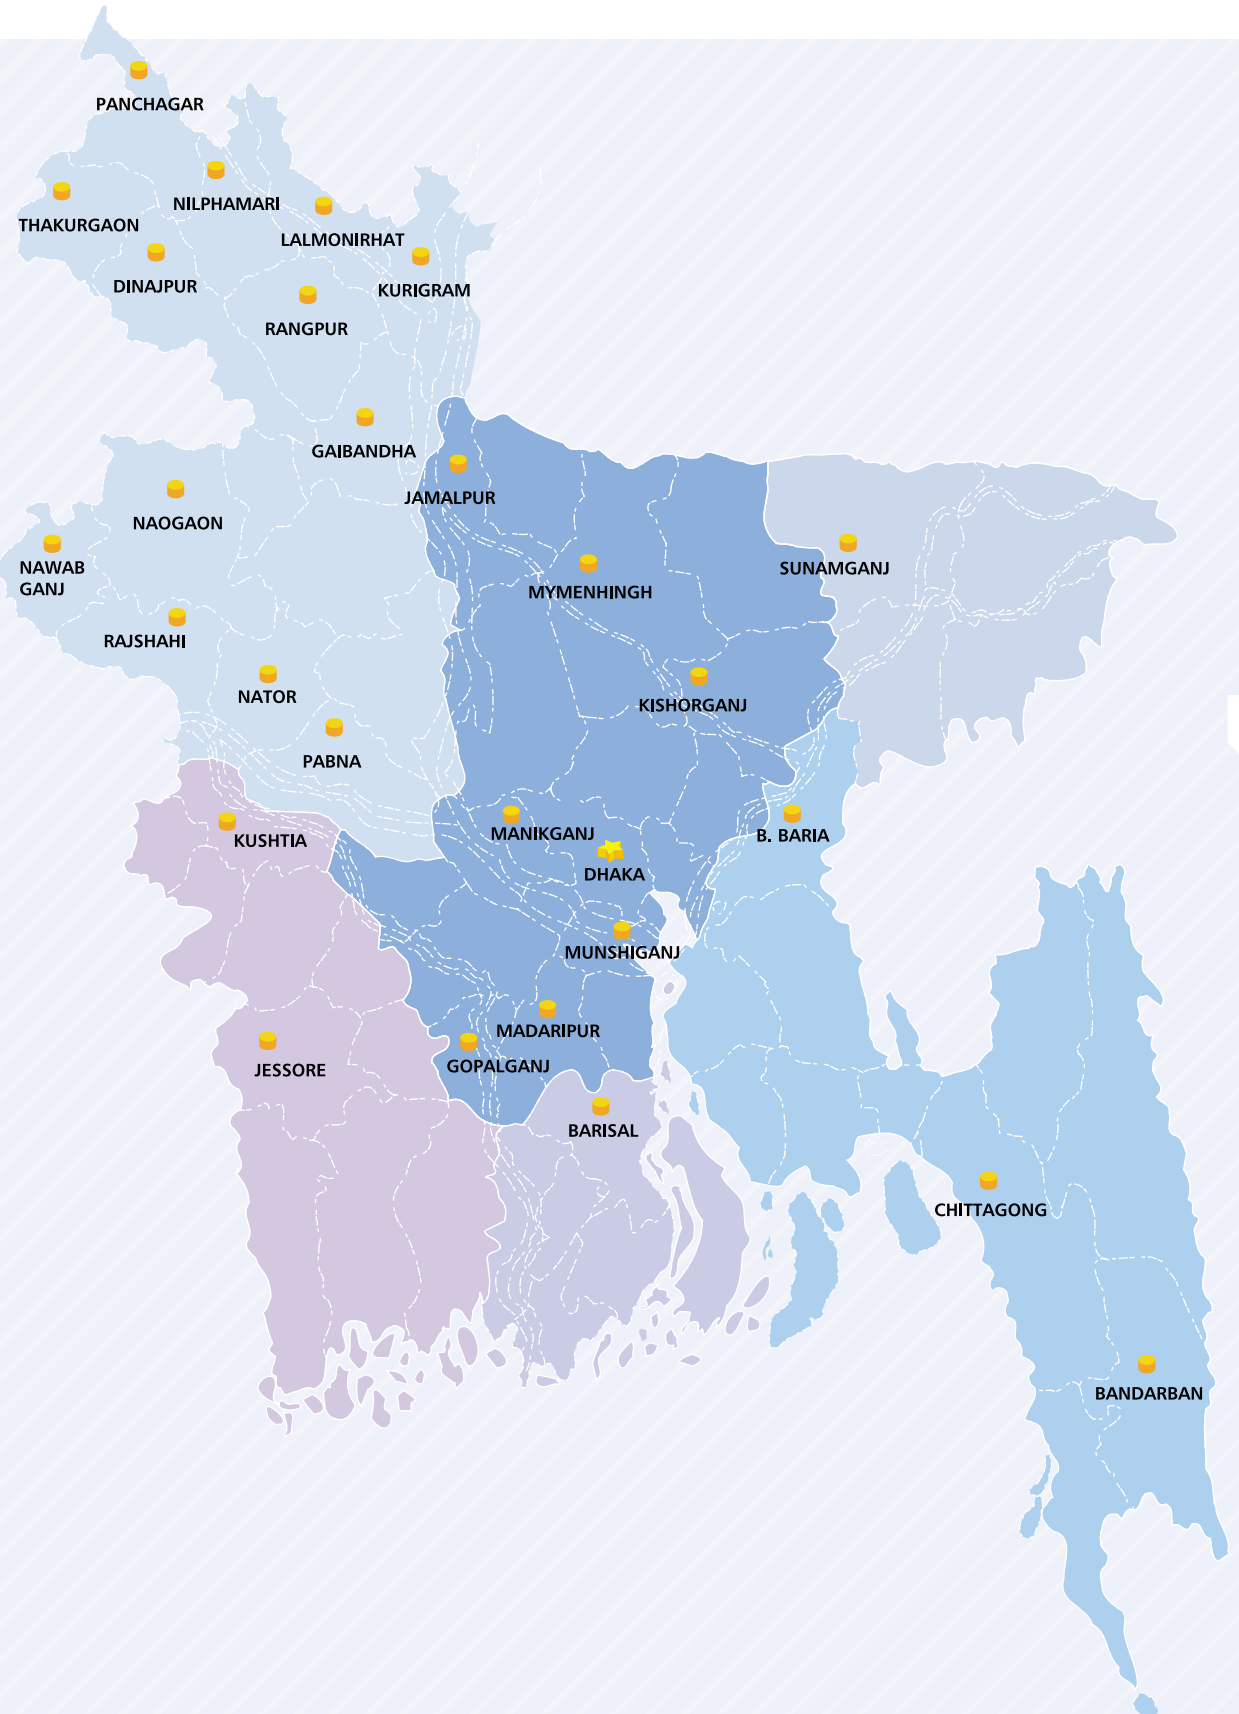 PANCHAGAR
NILPHAMARI
THAKURGAON
LALMONIRHAT
DINAJPUR
KURIGRAM
RANGPUR
GAIBANDHA
JAMALPUR
NAOGAON
NAWAB
GANJ
SUNAMGANJ
MYMENHINGH
RAJSHAHI
NATOR
KISHORGANJ
PABNA
MANIKGANJ
B. BARIA
KUSHTIA
DHAKA
MUNSHIGANJ
MADARIPUR
GOPALGANJ
JESSORE
BARISAL
CHITTAGONG
BANDARBAN